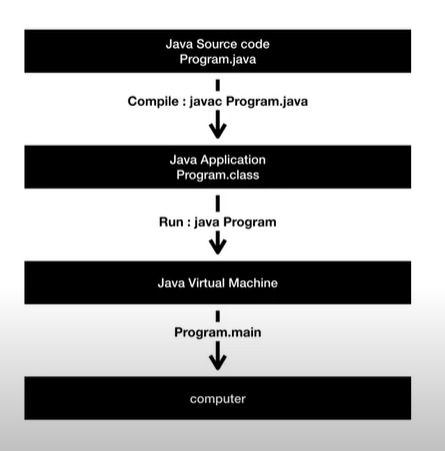 Java Source code
Program.java
Compile : javac Program.java
Java Application
Program.class
Run : java Program
Java Virtual Machine
Program.main
computer